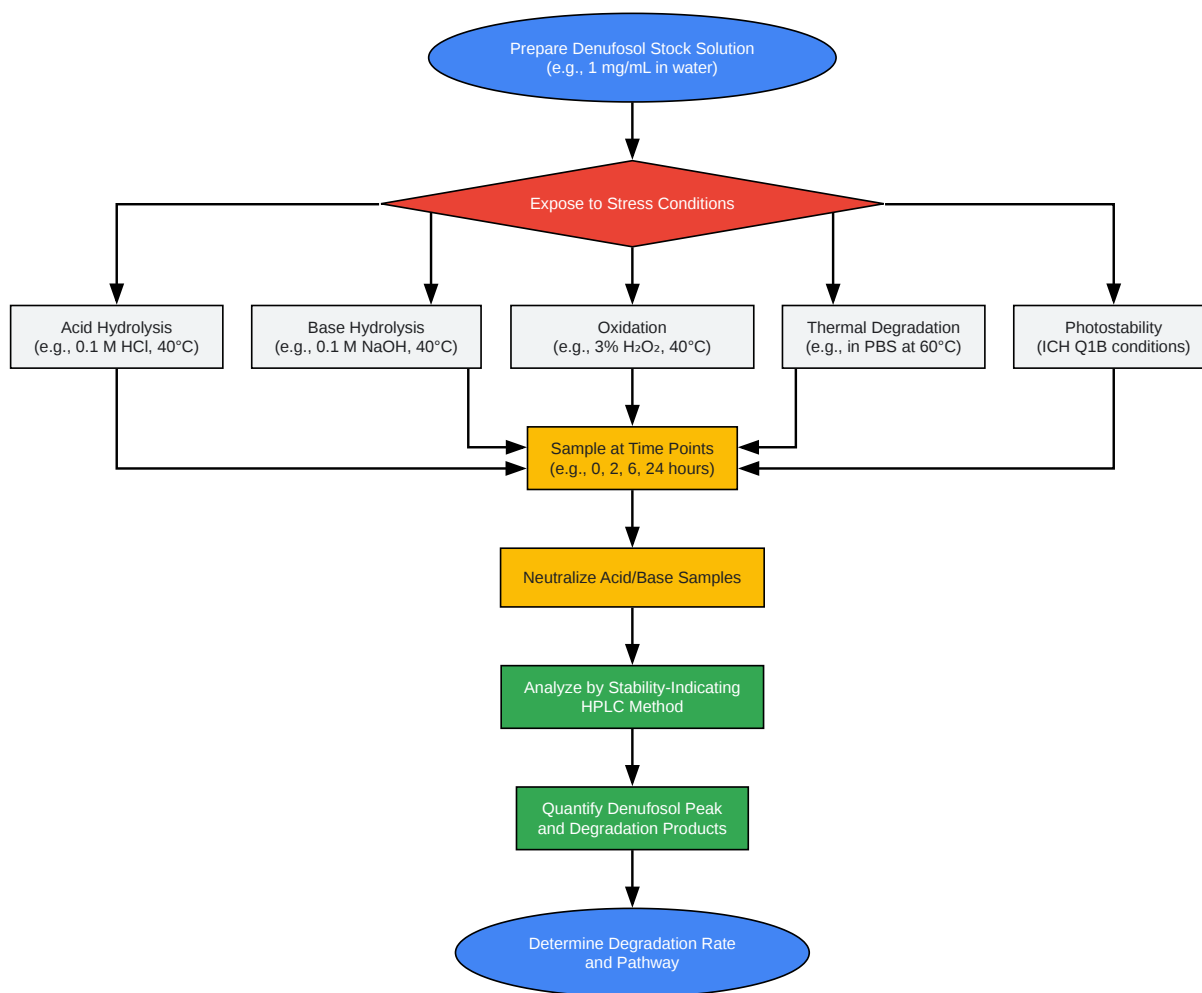 Prepare Denufosol Stock Solution
(e.g., 1 mg/mL in water)
Expose to Stress Conditions
Acid Hydrolysis
(e.g., 0.1 M HCl, 40°C)
Base Hydrolysis
(e.g., 0.1 M NaOH, 40°C)
Oxidation
(e.g., 3% H₂O₂, 40°C)
Thermal Degradation
(e.g., in PBS at 60°C)
Photostability
(ICH Q1B conditions)
Sample at Time Points
(e.g., 0, 2, 6, 24 hours)
Neutralize Acid/Base Samples
Analyze by Stability-Indicating
HPLC Method
Quantify Denufosol Peak
and Degradation Products
Determine Degradation Rate
and Pathway